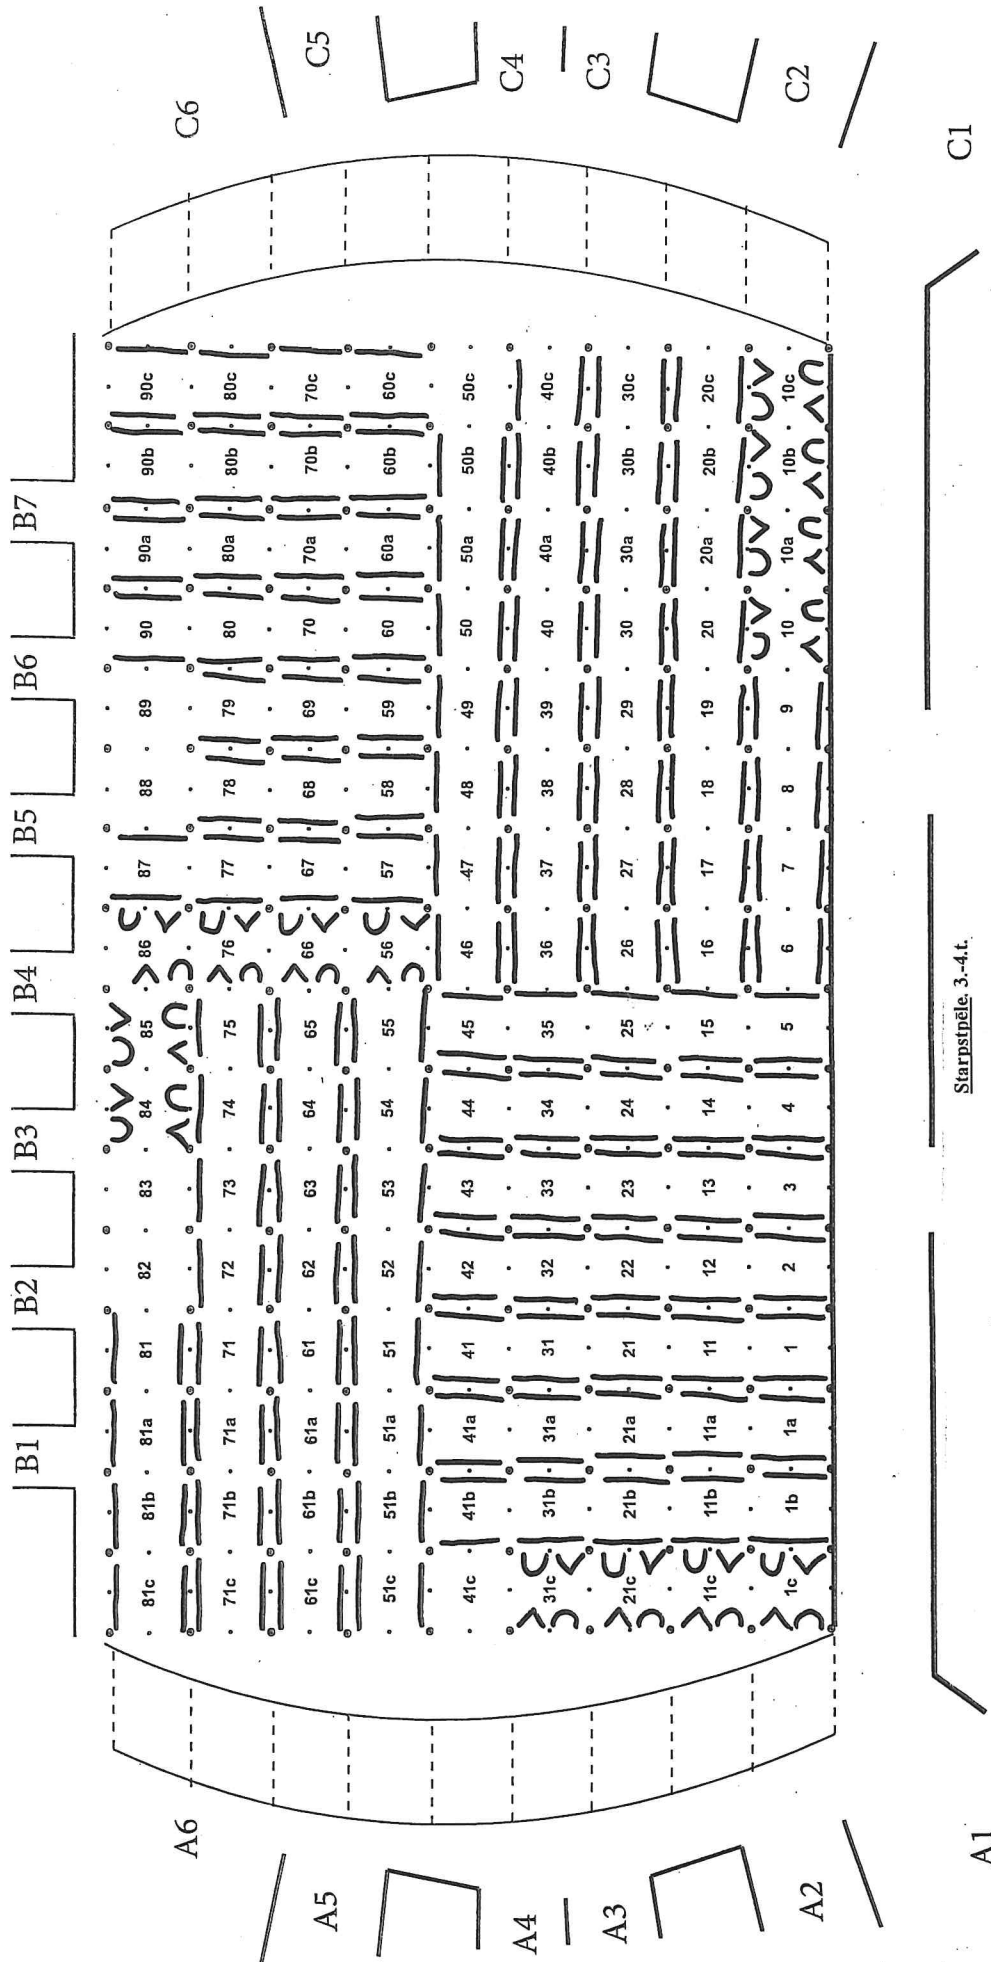 B1 B2 B3 B4 B5 B6 B7
81c 81b 81a 81 82 83 84 85 86 87 88 89 90 90a 90b 90c
A6 C6
71c 71b 71a 71 72 73 74 75 76 77 78 79 80 80a 80b 80c
61c 61b 61a 61 62 63 64 65 66 67 68 69 70 70a 70b 70c
A5 C5
51c 51b 51a 51 52 53 54 55 56 57 58 59 60 60a 60b 60c
41c 41b 41a 41 42 43 44 45 46 47 48 49 50 50a 50b 50c
A4 C4
31c 31b 31a 31 32 33 34 35 36 37 38 39 40 40a 40b 40c
A3 C3
21c 21b 21a 21 22 23 24 25 26 27 28 29 30 30a 30b 30c
11c 11b 11a 11 12 13 14 15 16 17 18 19 20 20a 20b 20c
1c 1b 1a 1 2 3 4 5 6 7 8 9 10 10a 10b 10c
A2 C2
A1 C1
Starpstpēle, 3.-4.t.